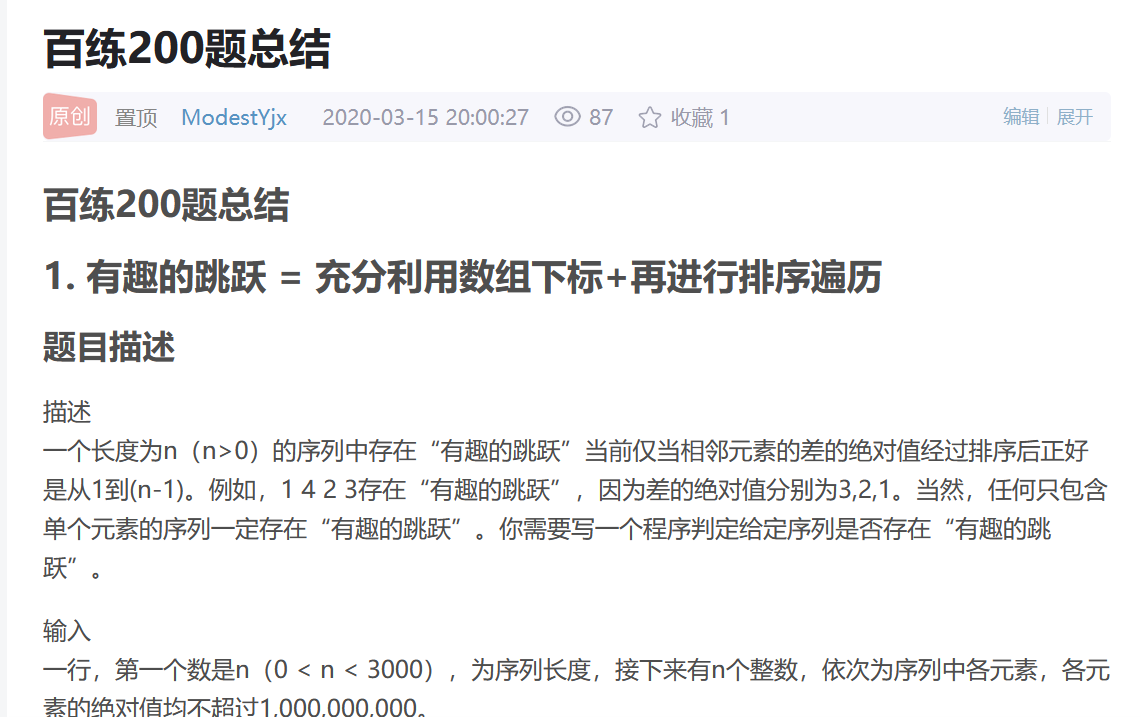 百练200题总结
原创 置顶 ModestYjx 2020-03-15 20:00:27 87 收藏 1 编辑 展开
百练200题总结
1. 有趣的跳跃 = 充分利用数组下标+再进行排序遍历
题目描述
描述
一个长度为n（n>0）的序列中存在“有趣的跳跃”当前仅当相邻元素的差的绝对值经过排序后正好
是从1到(n-1)。例如，1 4 2 3存在“有趣的跳跃”，因为差的绝对值分别为3,2,1。当然，任何只包含
单个元素的序列一定存在“有趣的跳跃”。你需要写一个程序判定给定序列是否存在“有趣的跳
跃”。
输入
一行，第一个数是n（0 < n < 3000），为序列长度，接下来有n个整数，依次为序列中各元素，各元
素的绝对值均不超过1,000,000,000。